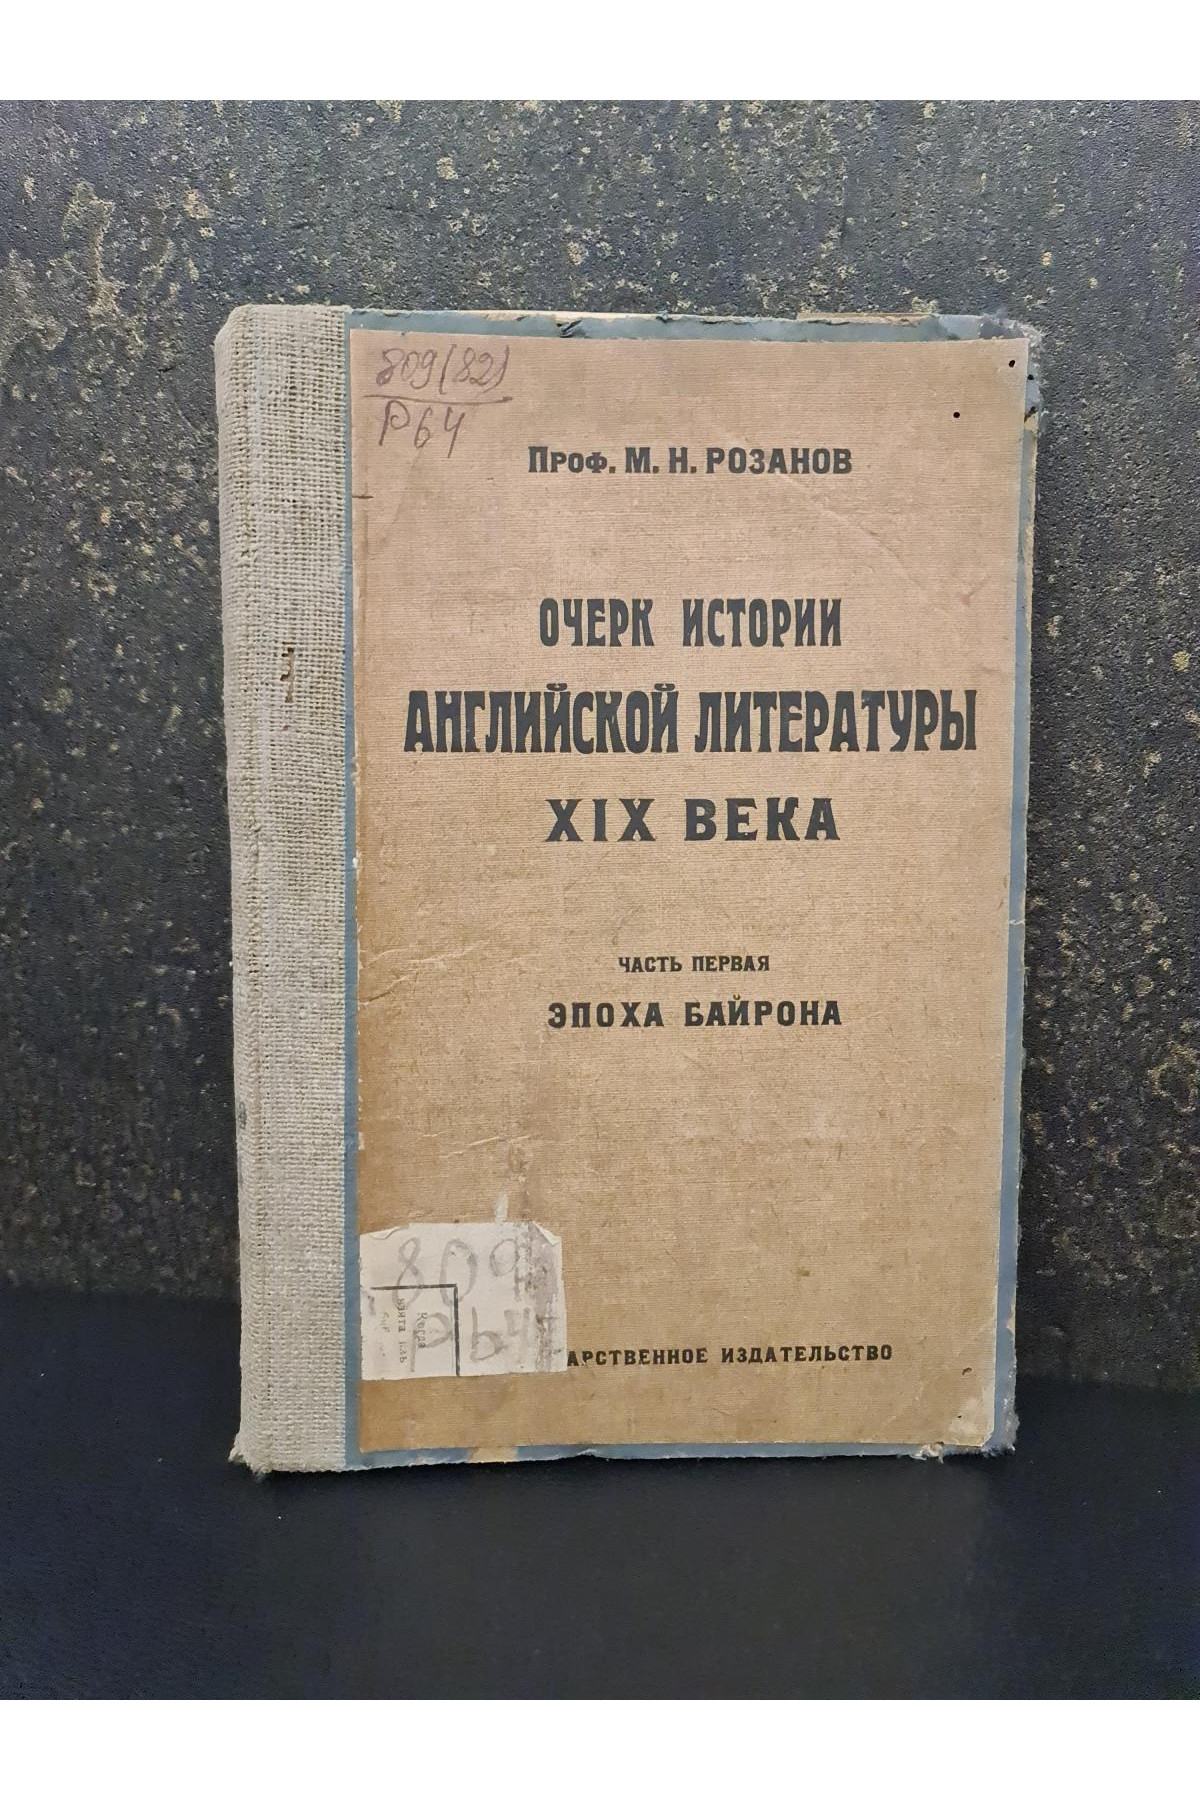 809(82)
Р64
Проф. М. Н. РОЗАНОВ
ОЧЕРК ИСТОРИИ
АНГЛИЙСКОЙ ЛИТЕРАТУРЫ
XIX ВЕКА
ЧАСТЬ ПЕРВАЯ
ЭПОХА БАЙРОНА
809
Р64
АРСТВЕННОЕ ИЗДАТЕЛЬСТВО